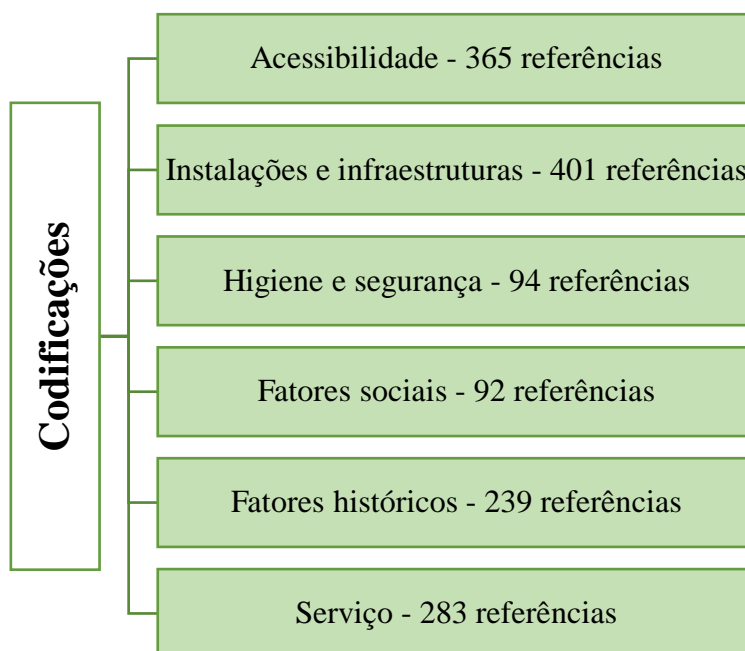 Codificações
Acessibilidade - 365 referências
Instalações e infraestruturas - 401 referências
Higiene e segurança - 94 referências
Fatores sociais - 92 referências
Fatores históricos - 239 referências
Serviço - 283 referências